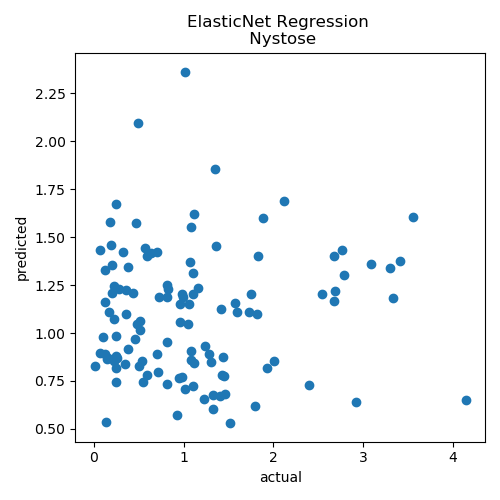 ElasticNet Regression
Nystose
2.25
2.00
1.75
1.50
1.25
1.00
0.75
0.50
predicted
0 1 2 3 4
actual